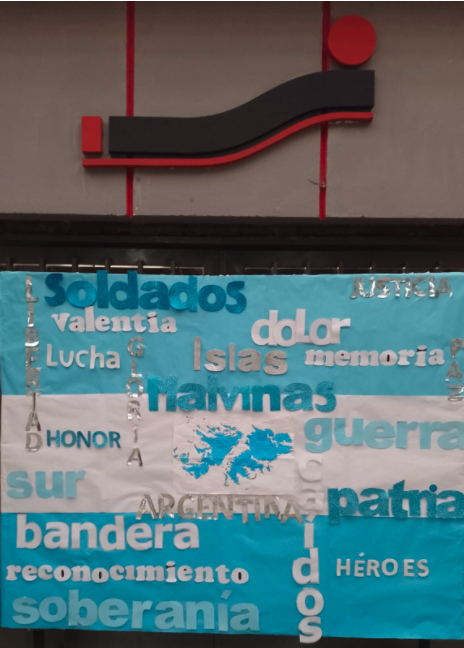 Soldados
JUSTICIA
valentia
dolor
LIBERTAD
Lucha
GLORIA
Islas
memoria
PAZ
Malvinas
HONOR
guerra
sur
caidos
ARGENTINA
patria
bandera
reconocimiento
HÉROES
soberanía